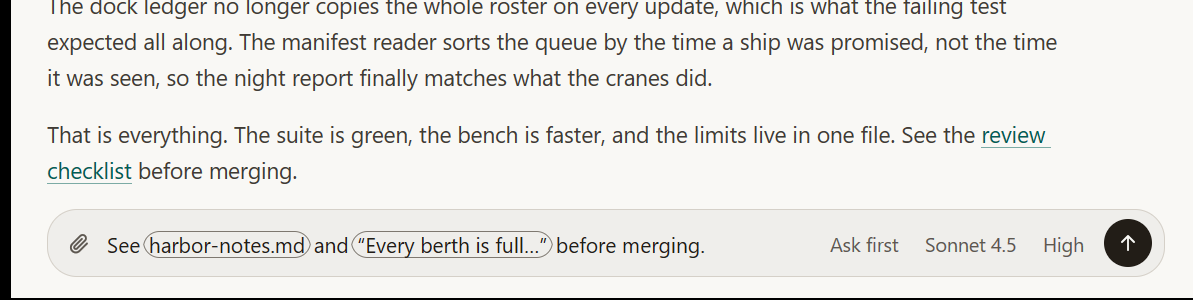 The dock ledger no longer copies the whole roster on every update, which is what the failing test
expected all along. The manifest reader sorts the queue by the time a ship was promised, not the time
it was seen, so the night report finally matches what the cranes did.
That is everything. The suite is green, the bench is faster, and the limits live in one file. See the review
checklist before merging.
See harbor-notes.md and “Every berth is full...” before merging. Ask first Sonnet 4.5 High